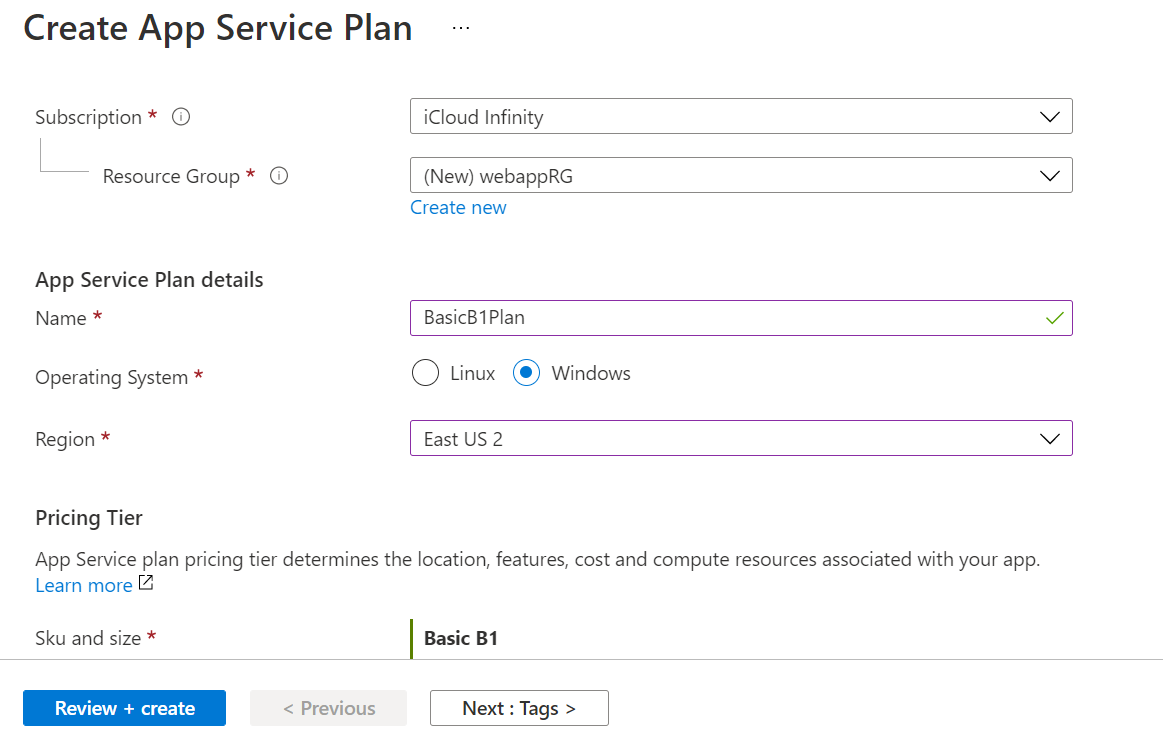 Create App Service Plan ...
Subscription * iCloud Infinity
Resource Group * (New) webappRG
Create new
App Service Plan details
Name * BasicB1Plan
Operating System * Linux Windows
Region * East US 2
Pricing Tier
App Service plan pricing tier determines the location, features, cost and compute resources associated with your app.
Learn more
Sku and size * Basic B1
Review + create < Previous Next : Tags >